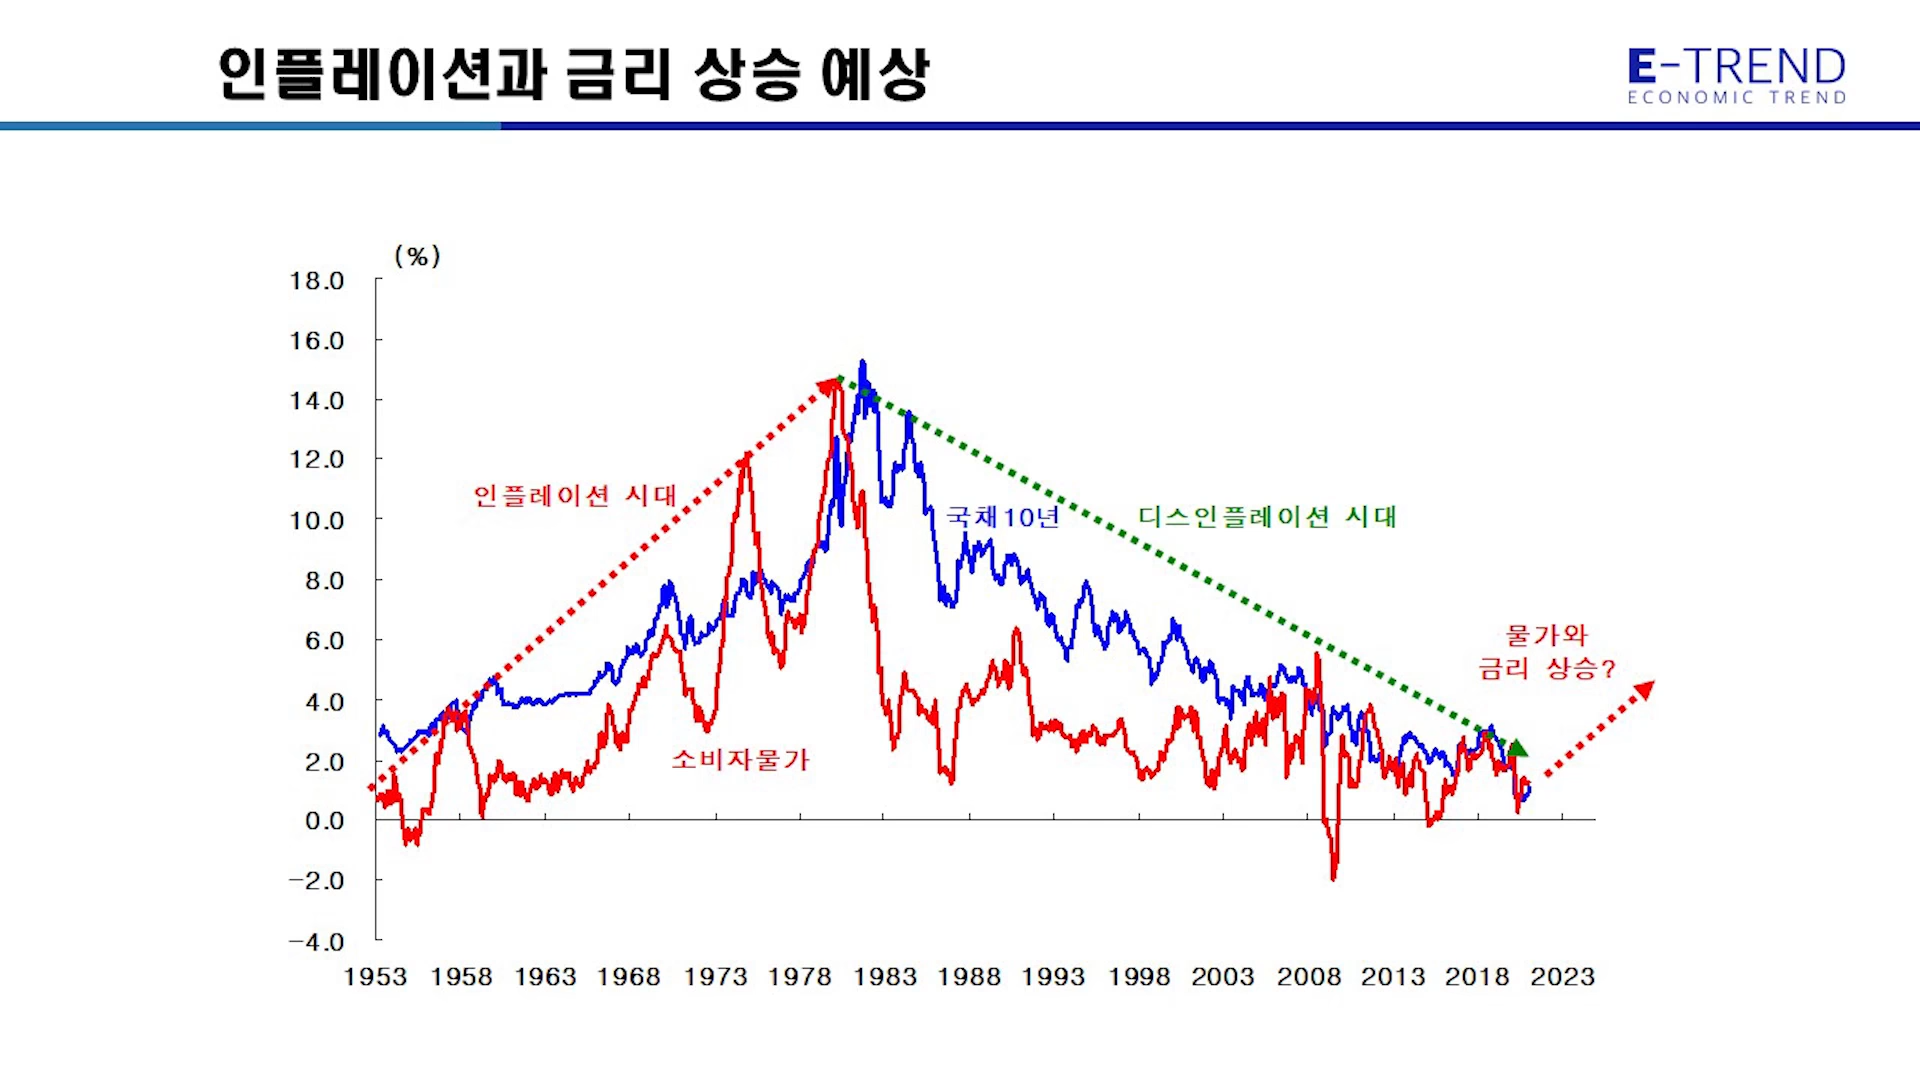 인플레이션과 금리 상승 예상
E-TREND
ECONOMIC TREND
(%)
18.0
16.0
14.0
12.0
10.0
8.0
6.0
4.0
2.0
0.0
-2.0
-4.0
인플레이션 시대
국채10년
디스인플레이션 시대
물가와
금리 상승?
소비자물가
1953 1958 1963 1968 1973 1978 1983 1988 1993 1998 2003 2008 2013 2018 2023